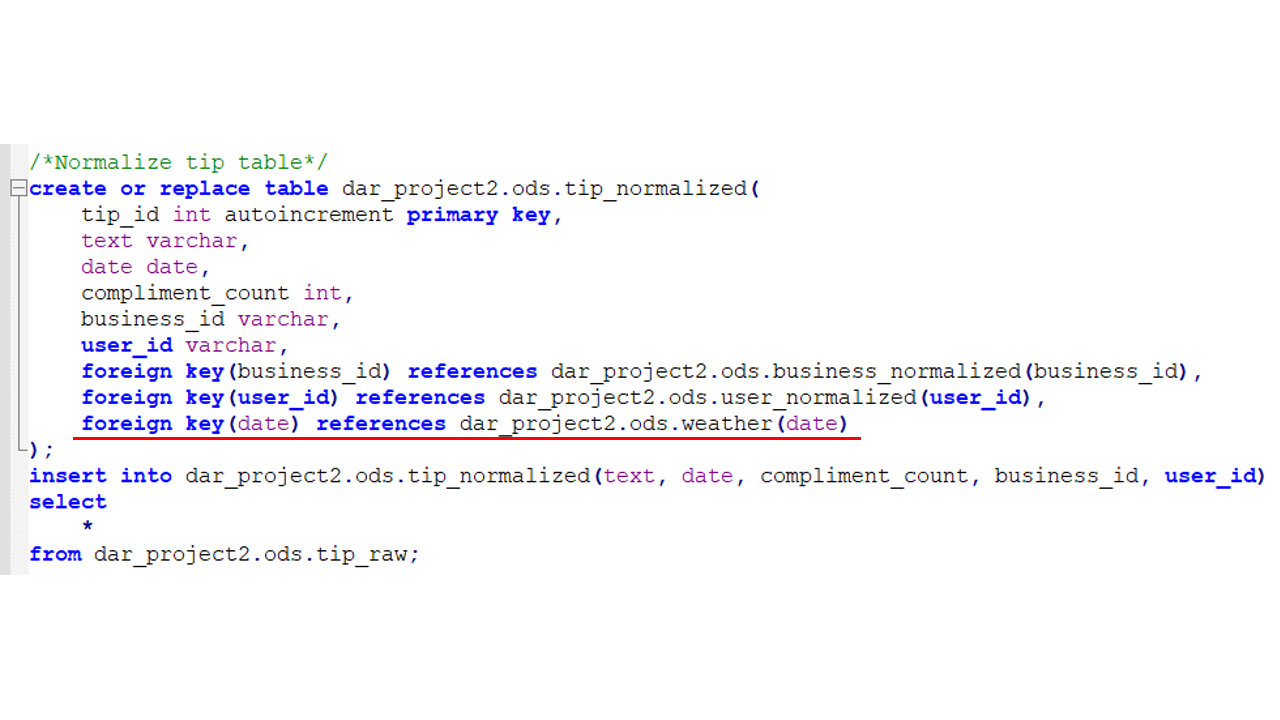 /*Normalize tip table*/
create or replace table dar_project2.ods.tip_normalized(
tip_id int autoincrement primary key,
text varchar,
date date,
compliment_count int,
business_id varchar,
user_id varchar,
foreign key(business_id) references dar_project2.ods.business_normalized(business_id),
foreign key(user_id) references dar_project2.ods.user_normalized(user_id),
foreign key(date) references dar_project2.ods.weather(date)
);
insert into dar_project2.ods.tip_normalized(text, date, compliment_count, business_id, user_id)
select
*
from dar_project2.ods.tip_raw;